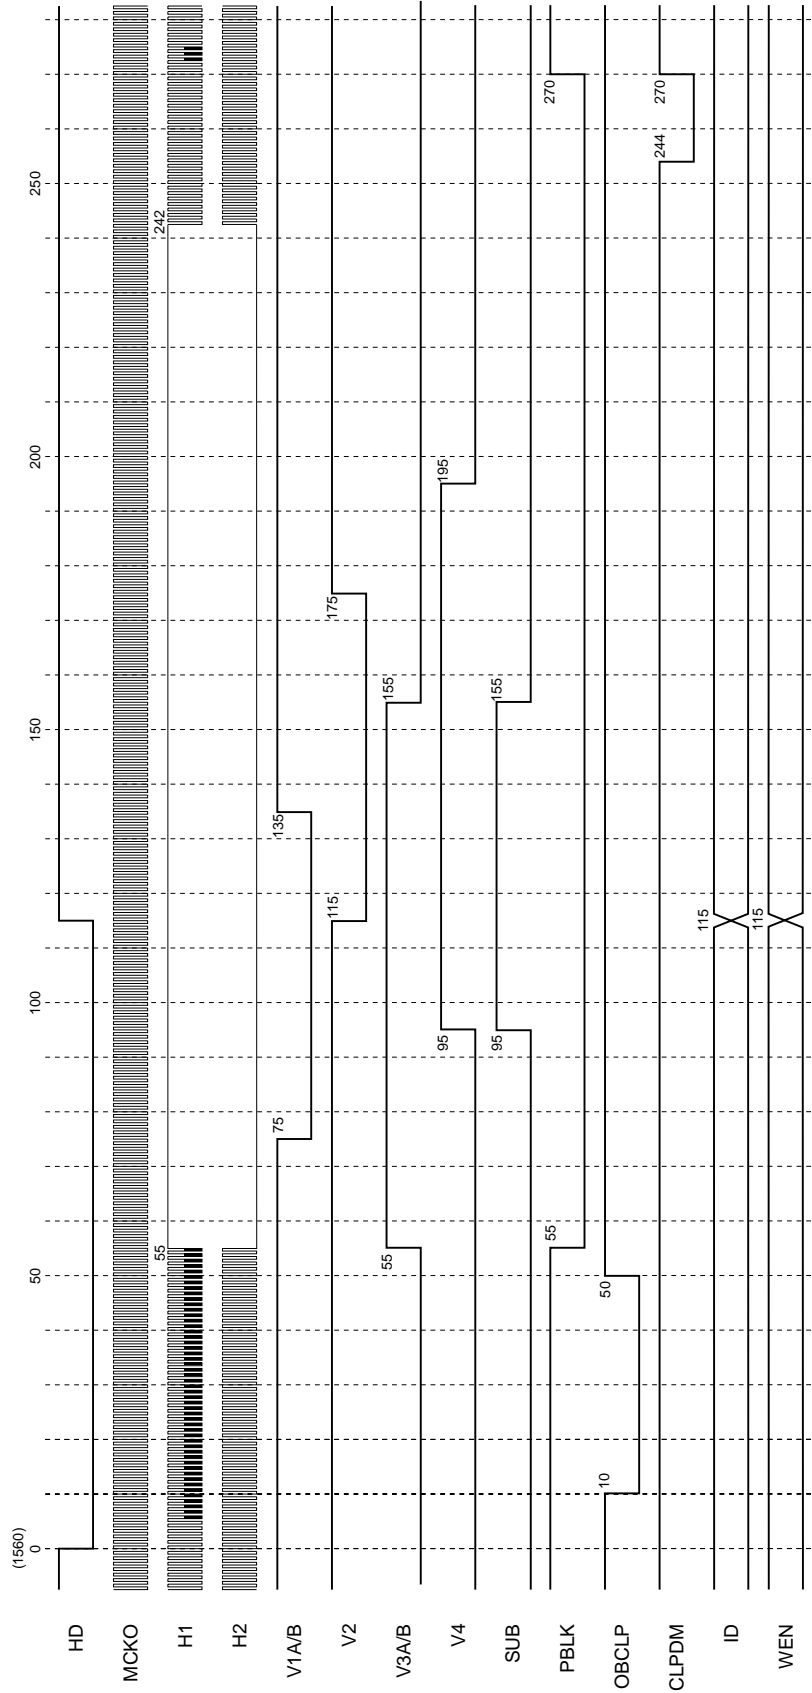 (1560)
0
50
100
150
200
250
HD
MCKO
H1
55
242
H2
V1A/B
75
135
V2
115
175
V3A/B
55
155
V4
95
195
SUB
95
155
PBLK
55
270
OBCLP
10
50
CLPDM
244
270
ID
115
WEN
115